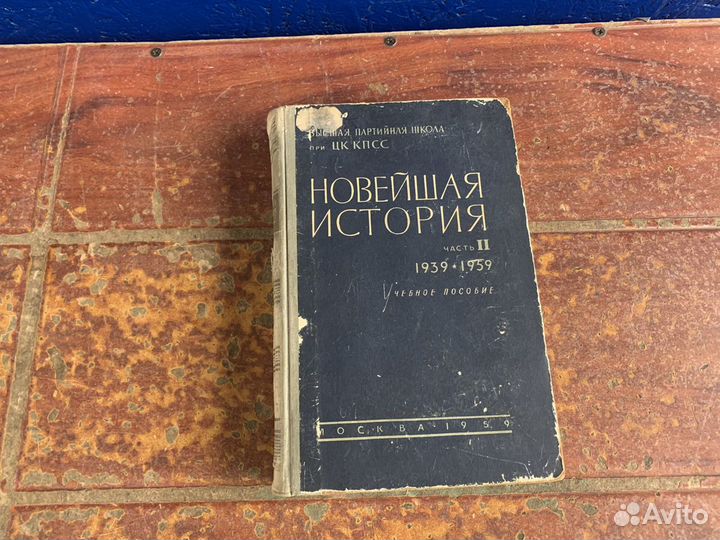 ВЫСШАЯ ПАРТИЙНАЯ ШКОЛА
при ЦК КПСС
НОВЕЙШАЯ
ИСТОРИЯ
ЧАСТЬ II
1939 • 1959
УЧЕБНОЕ ПОСОБИЕ
МОСКВА • 1959
Avito